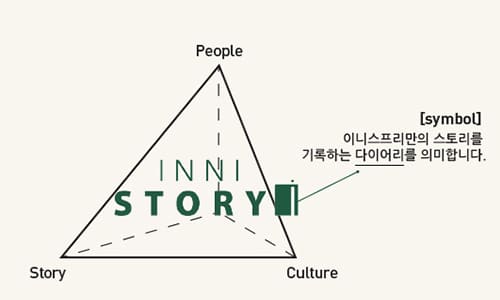 People
[symbol]
이니스프리만의 스토리를
기록하는 다이어리를 의미합니다.
INNI
STORY
Story
Culture